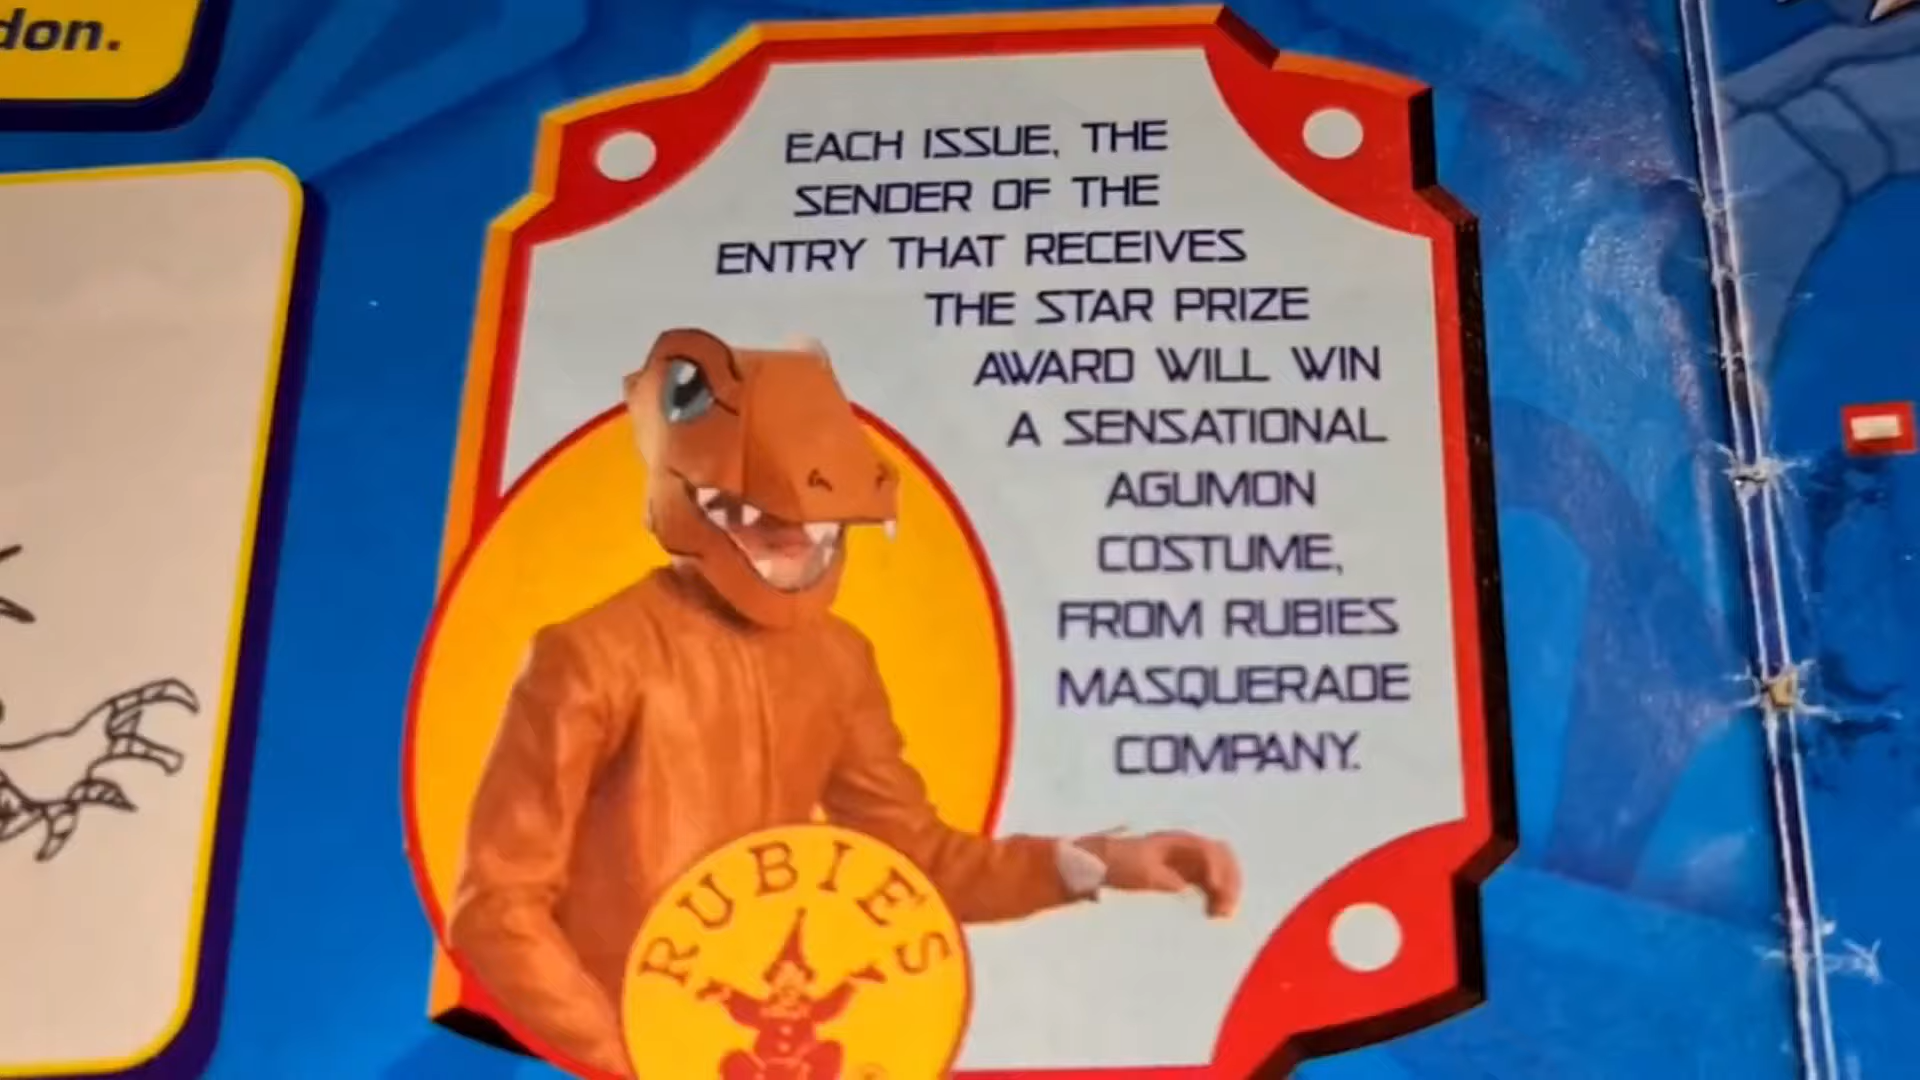 don.
EACH ISSUE, THE
SENDER OF THE
ENTRY THAT RECEIVES
THE STAR PRIZE
AWARD WILL WIN
A SENSATIONAL
AGUMON
COSTUME,
FROM RUBIES
MASQUERADE
COMPANY.
RUBIES